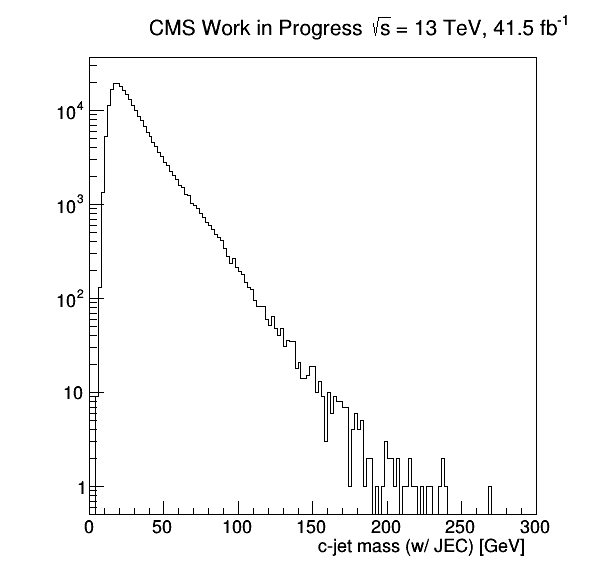 CMS Work in Progress √s = 13 TeV, 41.5 fb⁻¹
10⁴
10³
10²
10
1
0 50 100 150 200 250 300
c-jet mass (w/ JEC) [GeV]